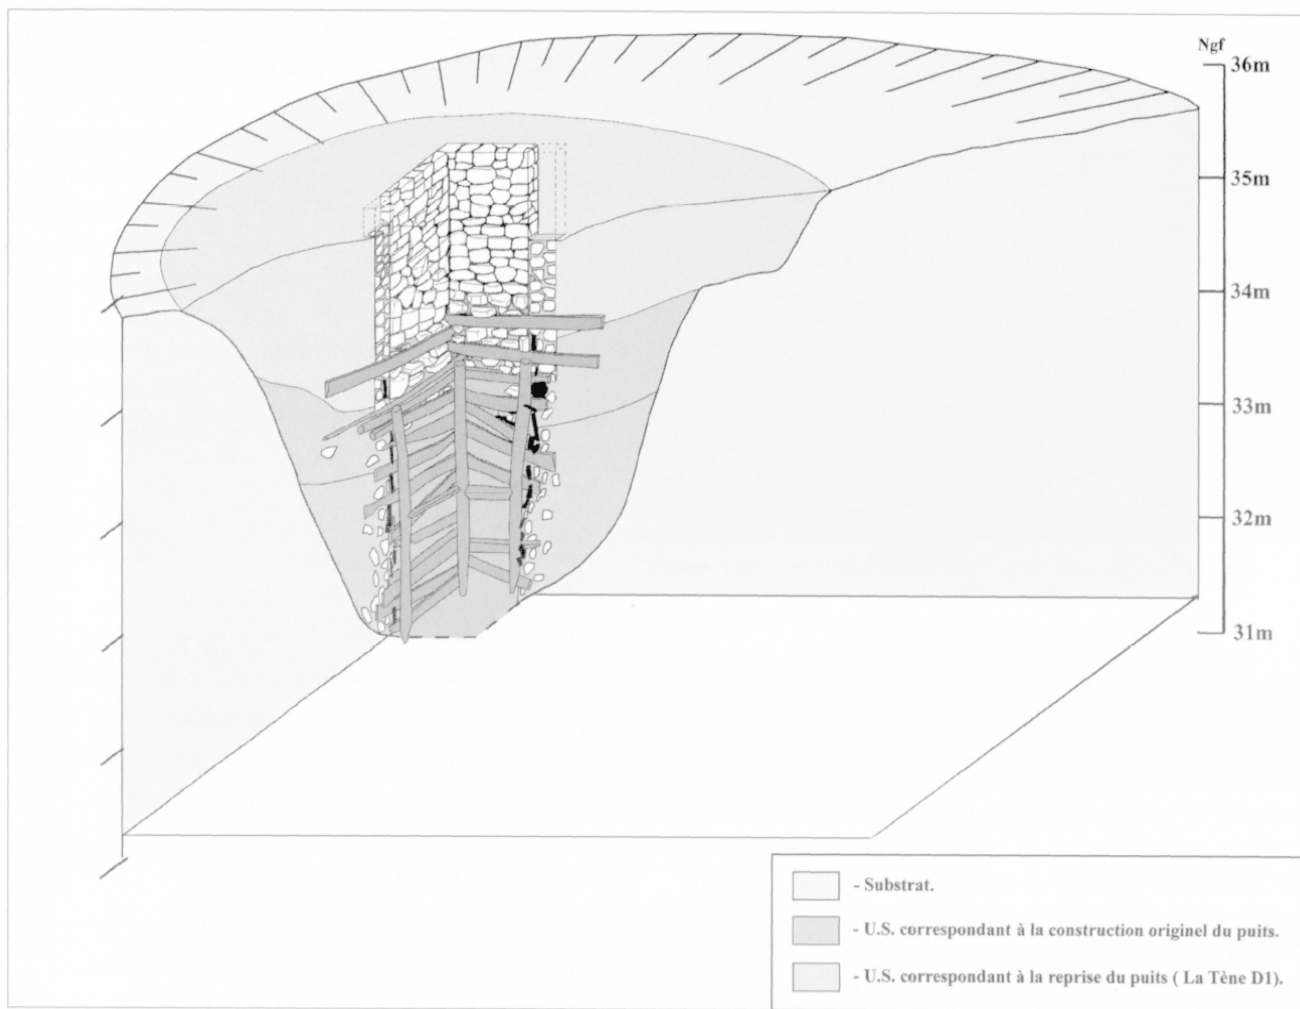 Ngf
36m
35m
34m
33m
32m
31m
- Substrat.
- U.S. correspondant à la construction originel du puits.
- U.S. correspondant à la reprise du puits ( La Tène D1).